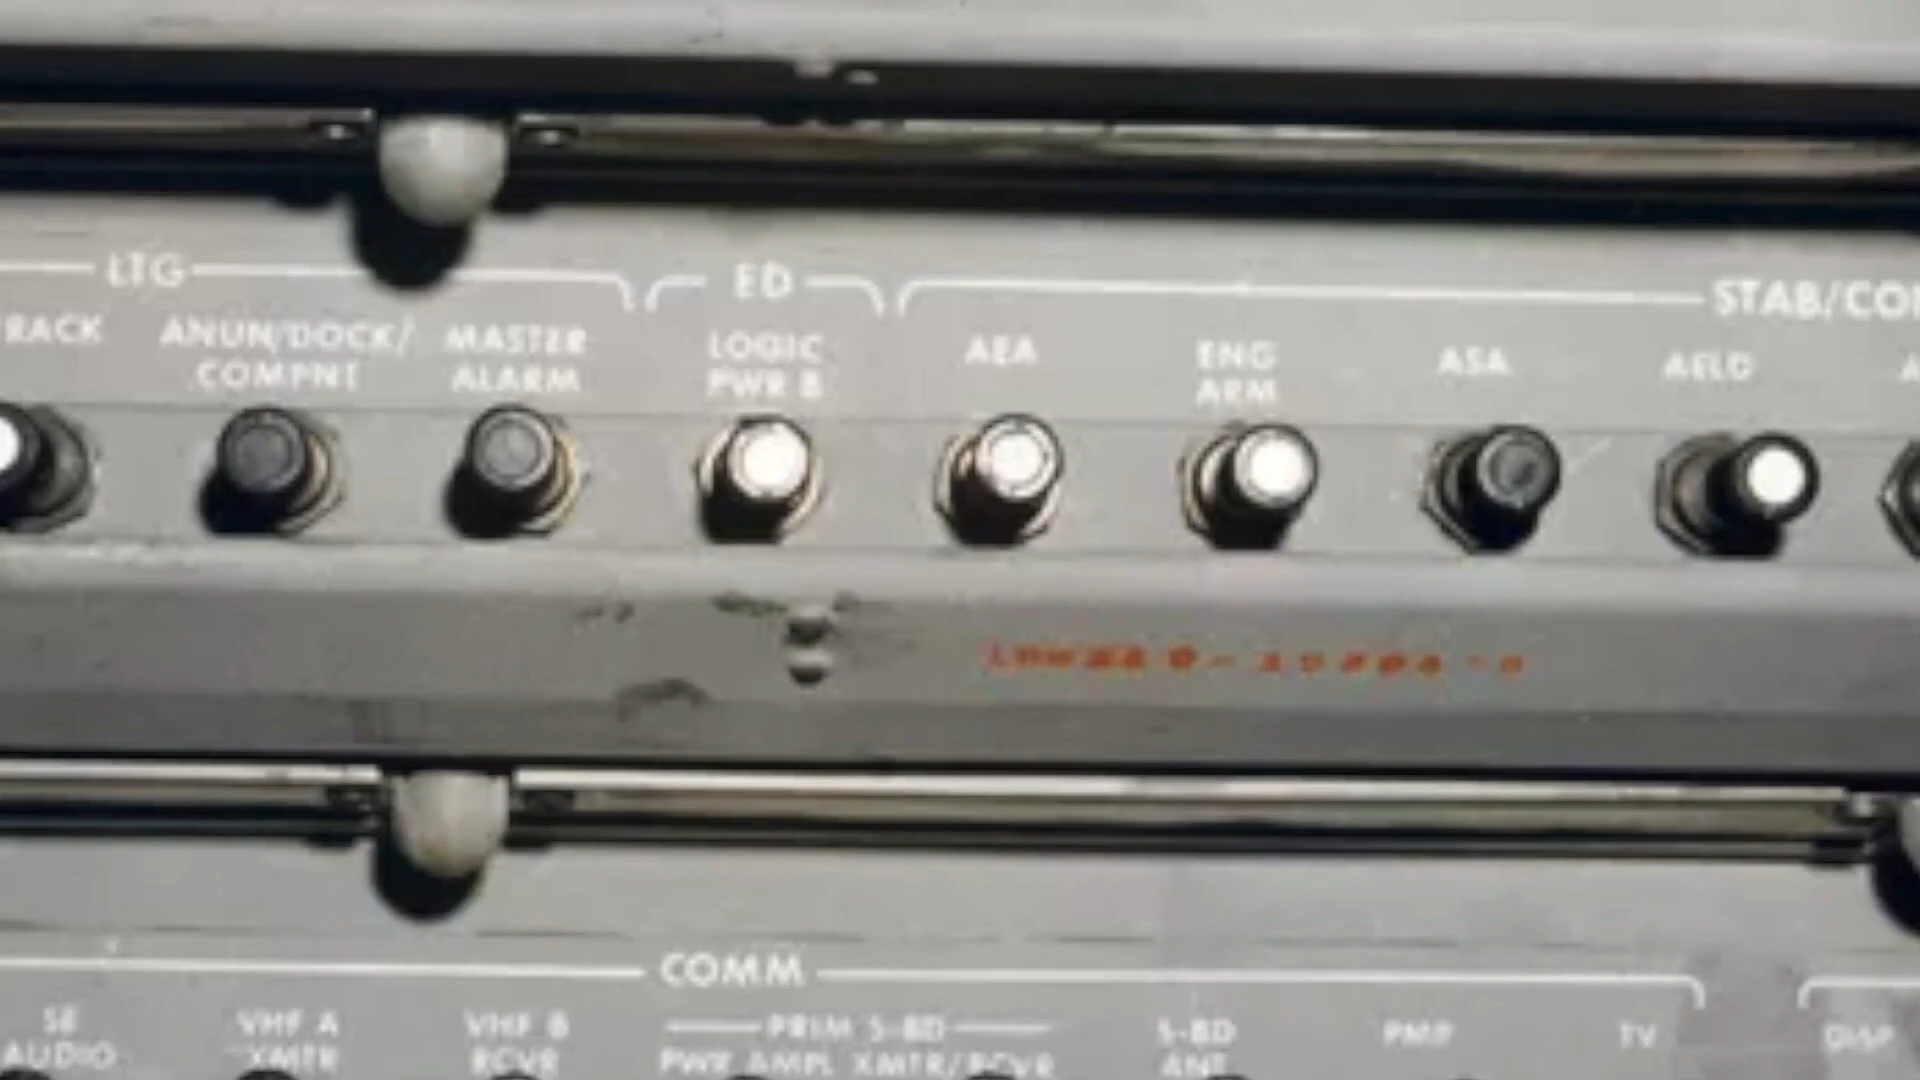 LTG
ED
STAB/CON
RACK
ANUN/DOCK/
COMPNT
MASTER
ALARM
LOGIC
PWR B
AEA
ENG
ARM
ASA
AELD
COMM
SE
AUDIO
VHF A
XMTR
VHF B
RCVR
PRIM S-BD
PWR AMPL XMTR/RCVR
S-BD
ANT
PMP
TV
DISP